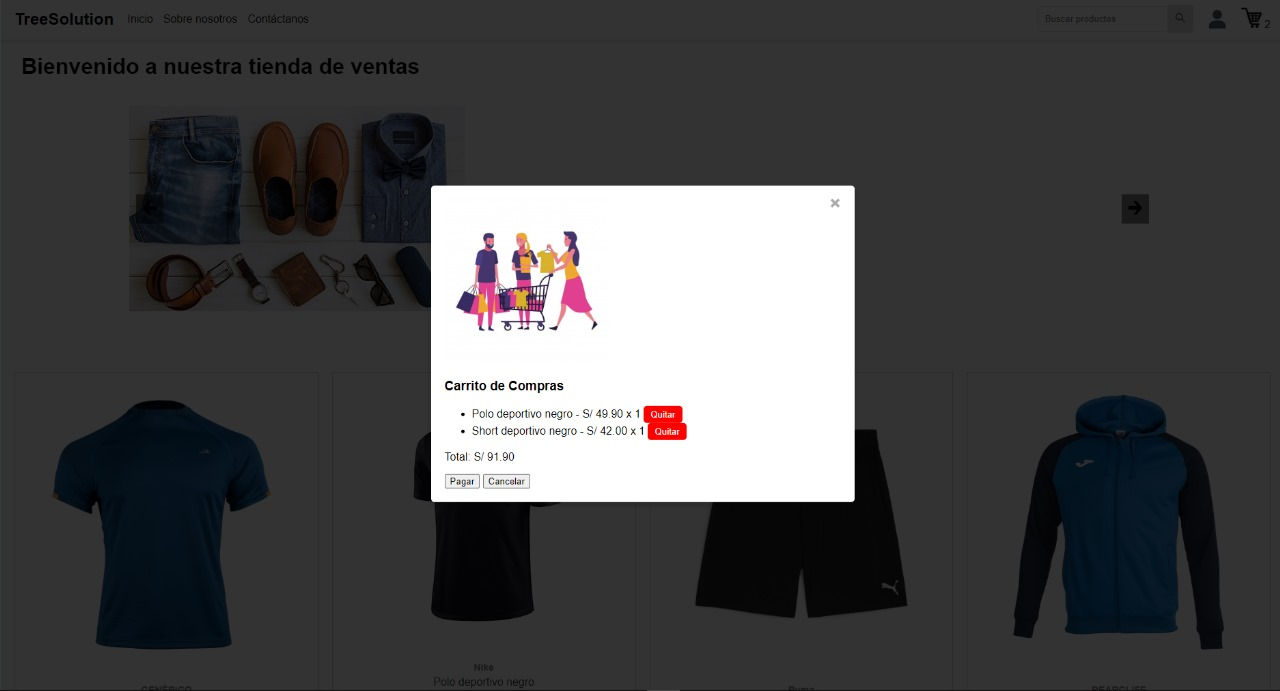 TreeSolution Inicio Sobre nosotros Contáctanos Buscar productos 2
Bienvenido a nuestra tienda de ventas
Carrito de Compras
Polo deportivo negro - S/ 49.90 x 1 Quitar
Short deportivo negro - S/ 42.00 x 1 Quitar
Total: S/ 91.90
Pagar Cancelar
Nike
Polo deportivo negro